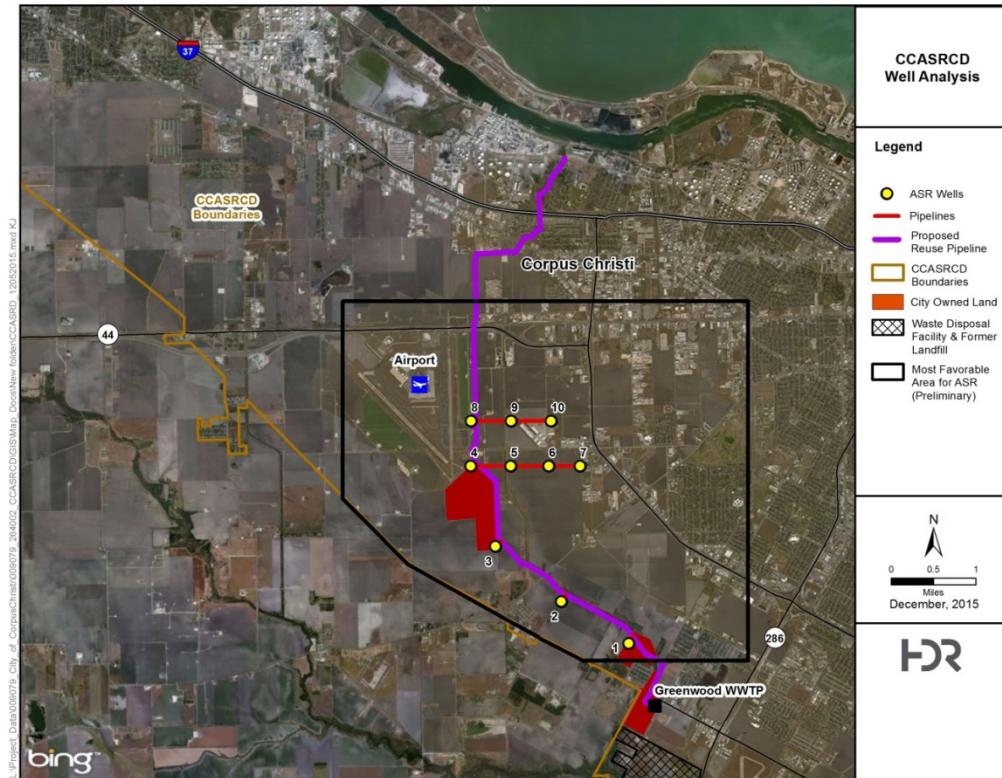 CCASRCD
Well Analysis
Legend
ASR Wells
Pipelines
Proposed
Reuse Pipeline
CCASRCD
Boundaries
City Owned Land
Waste Disposal
Facility & Former
Landfill
Most Favorable
Area for ASR
(Preliminary)
N
0 0.5 1
Miles
December, 2015
HDR
37
CCASRCD
Boundaries
Corpus Christi
44
Airport
8 9 10
4 5 6 7
3
2
1
286
Greenwood WWTP
bing